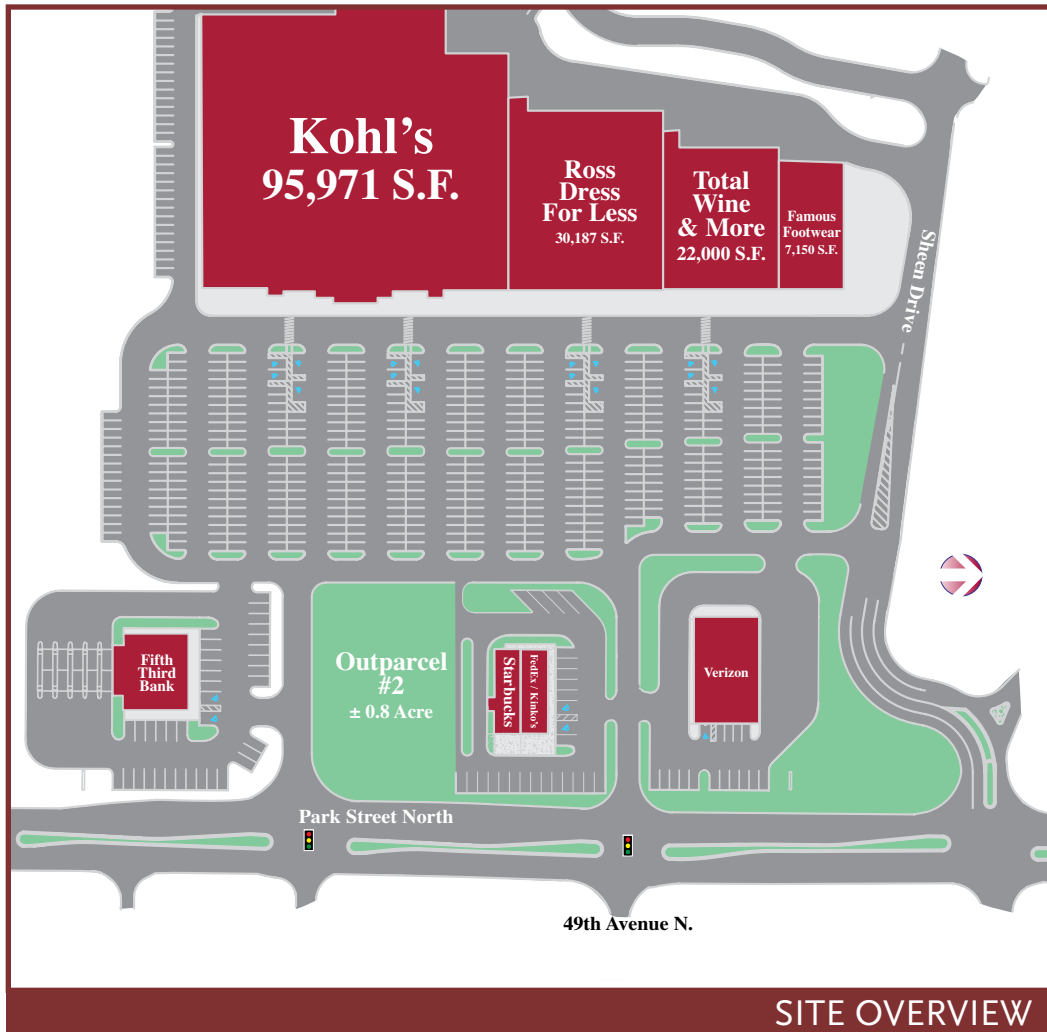 Kohl's
95,971 S.F.
Ross
Dress
For Less
30,187 S.F.
Total
Wine
& More
22,000 S.F.
Famous
Footwear
7,150 S.F.
Sheen Drive
Fifth
Third
Bank
Outparcel
#2
± 0.8 Acre
Starbucks
FedEx / Kinko's
Verizon
Park Street North
49th Avenue N.
SITE OVERVIEW